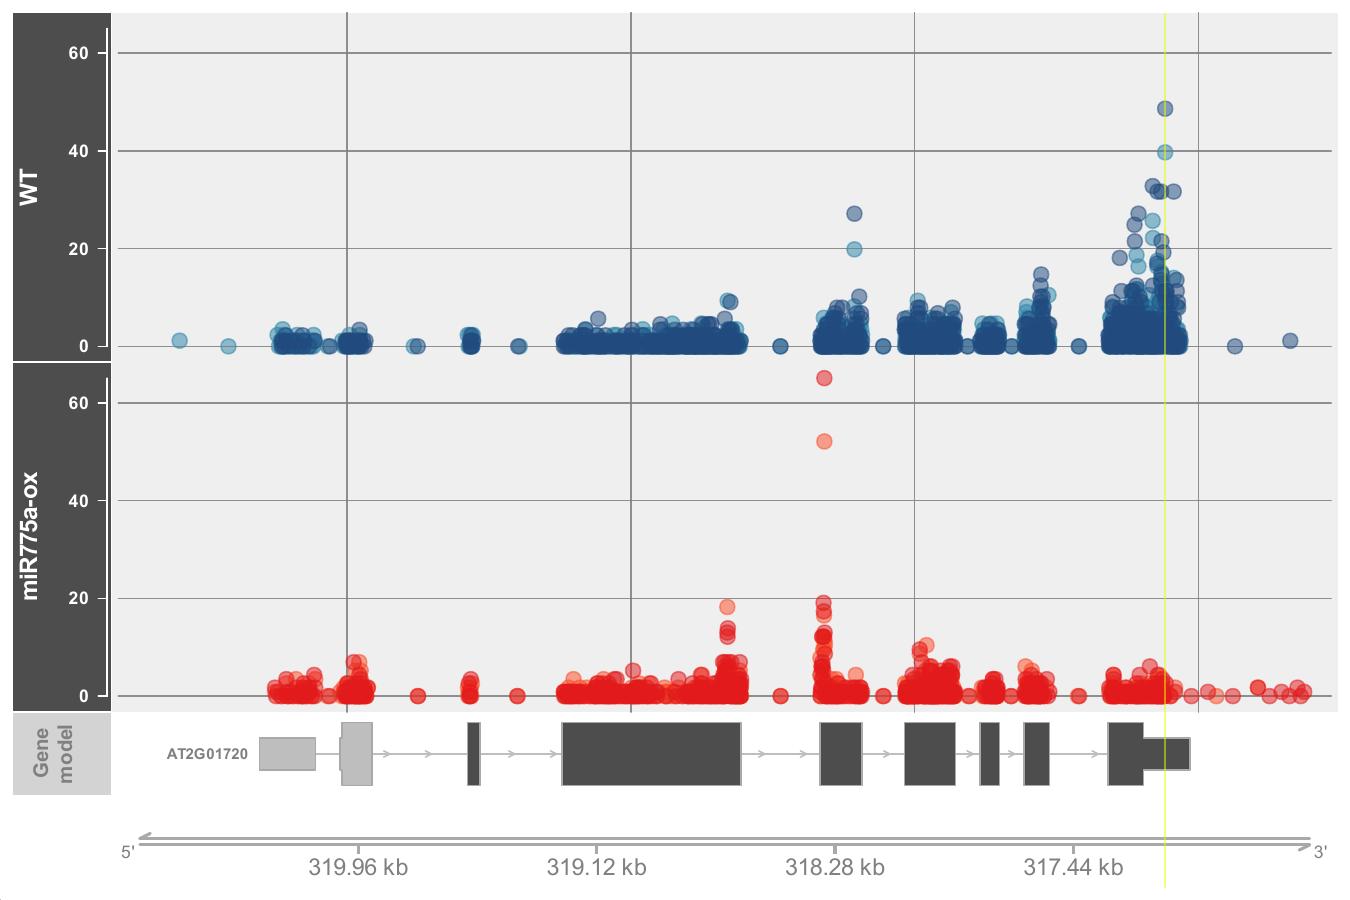 60
40
20
0
WT
60
40
20
0
miR775a-ox
Gene
model
AT2G01720
5'
3'
319.96 kb
319.12 kb
318.28 kb
317.44 kb